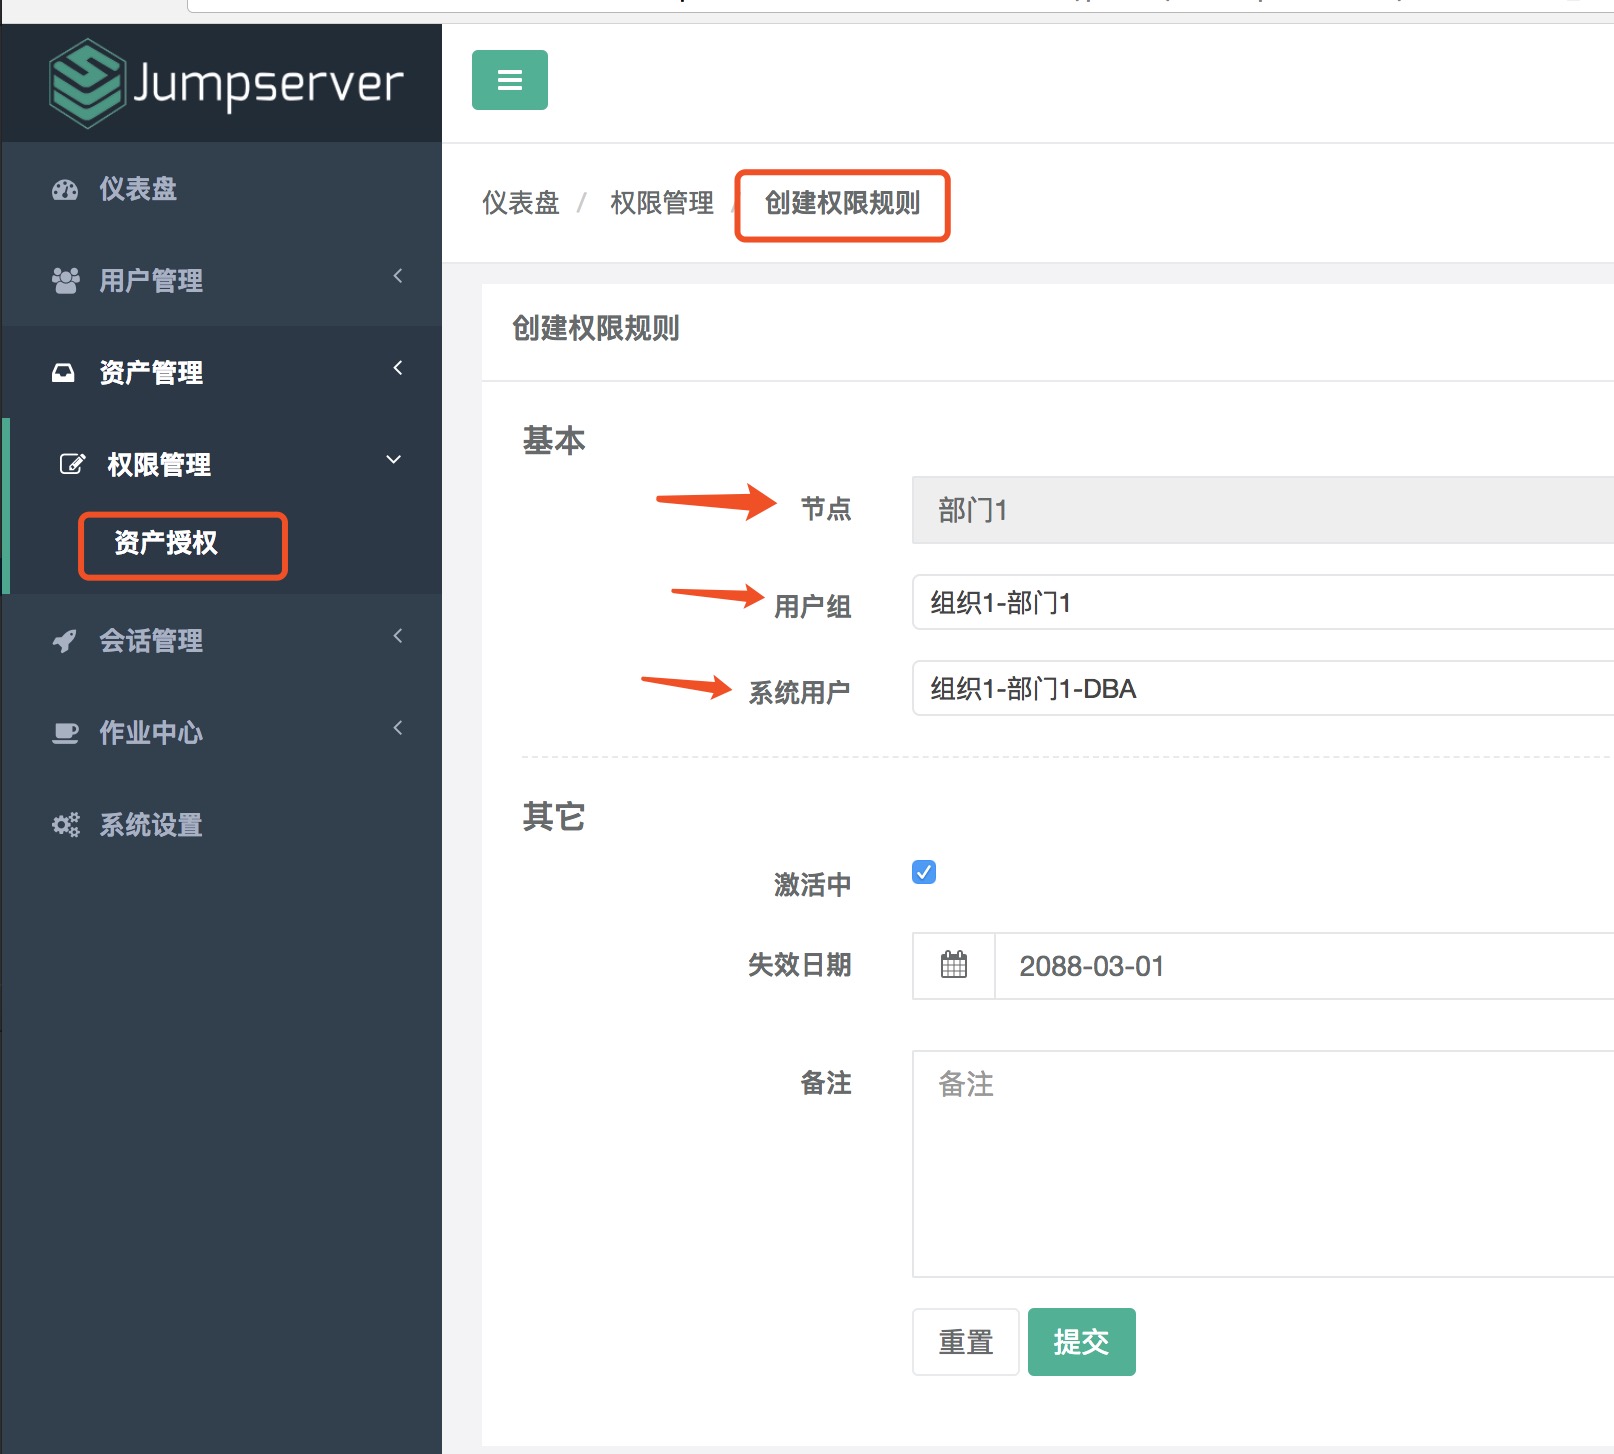 Jumpserver
仪表盘
用户管理
资产管理
权限管理
资产授权
会话管理
作业中心
系统设置
仪表盘 / 权限管理 / 创建权限规则
创建权限规则
基本
节点 部门1
用户组 组织1-部门1
系统用户 组织1-部门1-DBA
其它
激活中
失效日期 2088-03-01
备注 备注
重置 提交